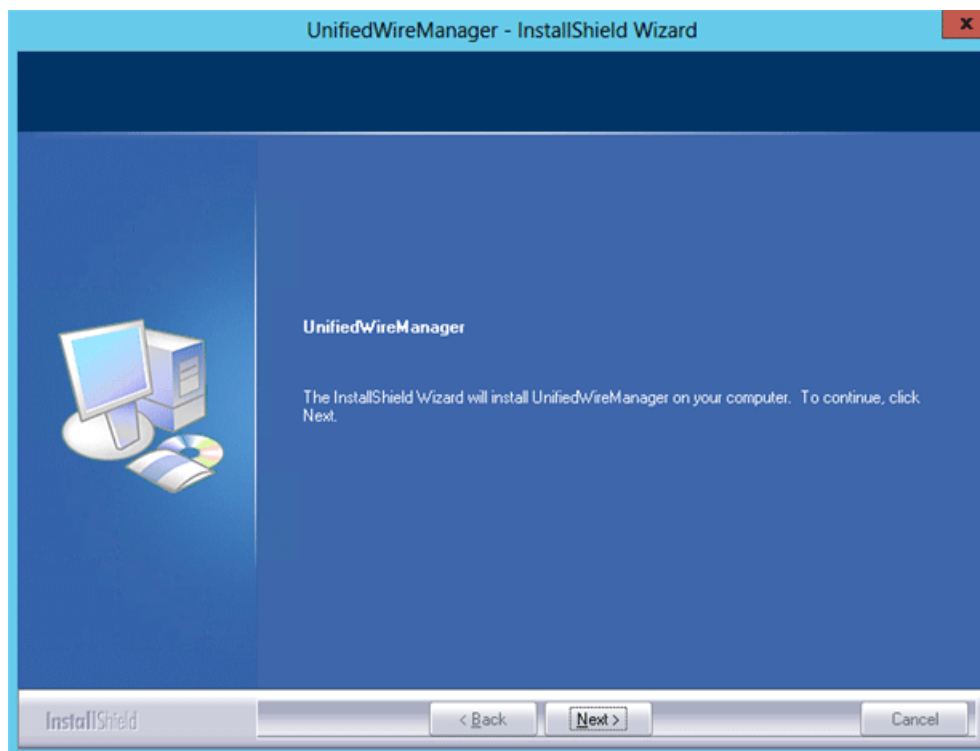 UnifiedWireManager - InstallShield Wizard
x
UnifiedWireManager
The InstallShield Wizard will install UnifiedWireManager on your computer. To continue, click
Next.
InstallShield
< Back
Next >
Cancel